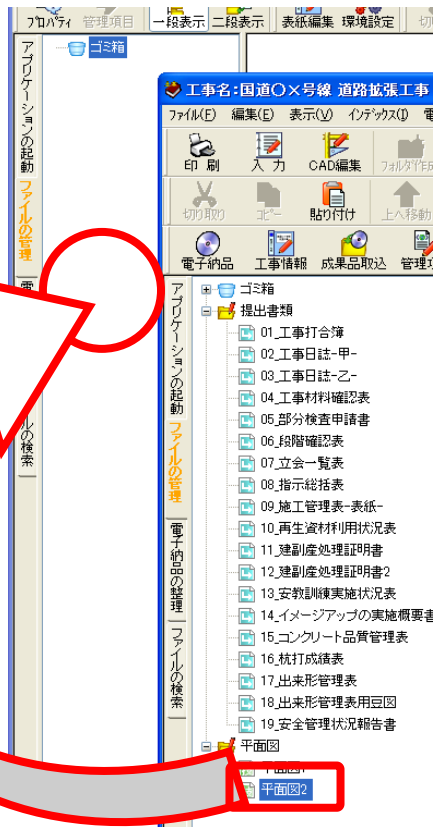 プロパティ 管理項目 一段表示 二段表示 表紙編集 環境設定
ゴミ箱
アプリケーションの起動
ファイルの管理
ルの検索
工事名:国道○×号線 道路拡張工事
ファイル(F) 編集(E) 表示(V) インデックス(I)
印 刷 入 力 CAD編集 フォルダ作成
切り取り コピー 貼り付け 上へ移動
電子納品 工事情報 成果品取込
アプリケーションの起動
ファイルの管理
電子納品の整理
ファイルの検索
ゴミ箱
提出書類
01_工事打合簿
02_工事日誌-甲-
03_工事日誌-乙-
04_工事材料確認表
05_部分検査申請書
06_段階確認表
07_立会一覧表
08_指示総括表
09_施工管理表-表紙-
10_再生資材利用状況表
11_建副産処理証明書
12_建副産処理証明書2
13_安教訓練実施状況表
14_イメージアップの実施概要書
15_コンクリート品質管理表
16_杭打成績表
17_出来形管理表
18_出来形管理表用豆図
19_安全管理状況報告書
平面図
平面図1
平面図2